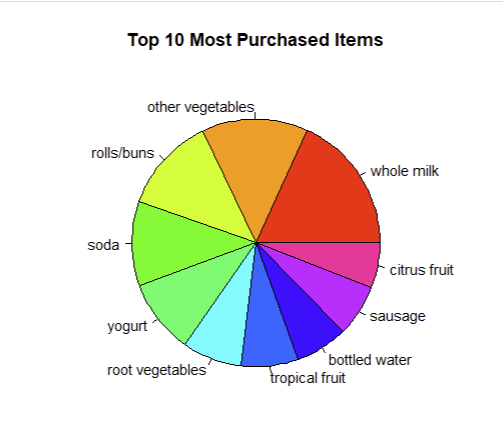 Top 10 Most Purchased Items
other vegetables
rolls/buns
whole milk
soda
citrus fruit
yogurt
sausage
root vegetables
bottled water
tropical fruit